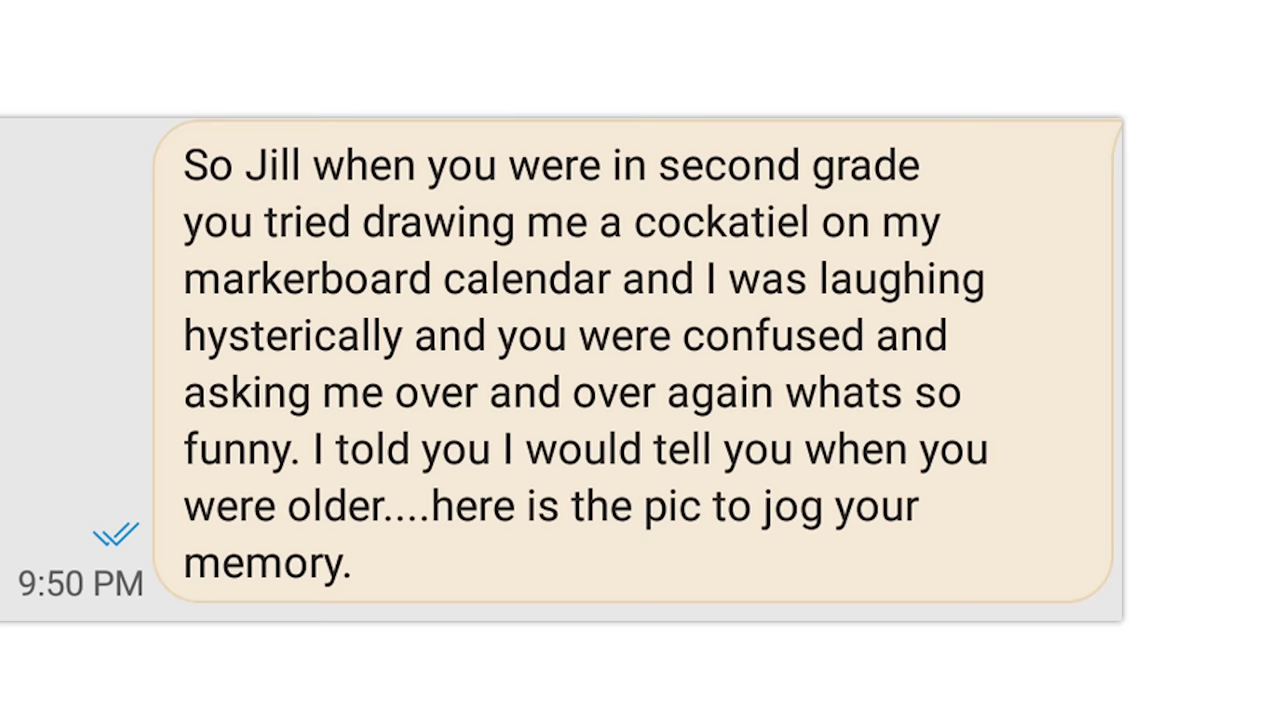 So Jill when you were in second grade
you tried drawing me a cockatiel on my
markerboard calendar and I was laughing
hysterically and you were confused and
asking me over and over again whats so
funny. I told you I would tell you when you
were older....here is the pic to jog your
memory.
9:50 PM